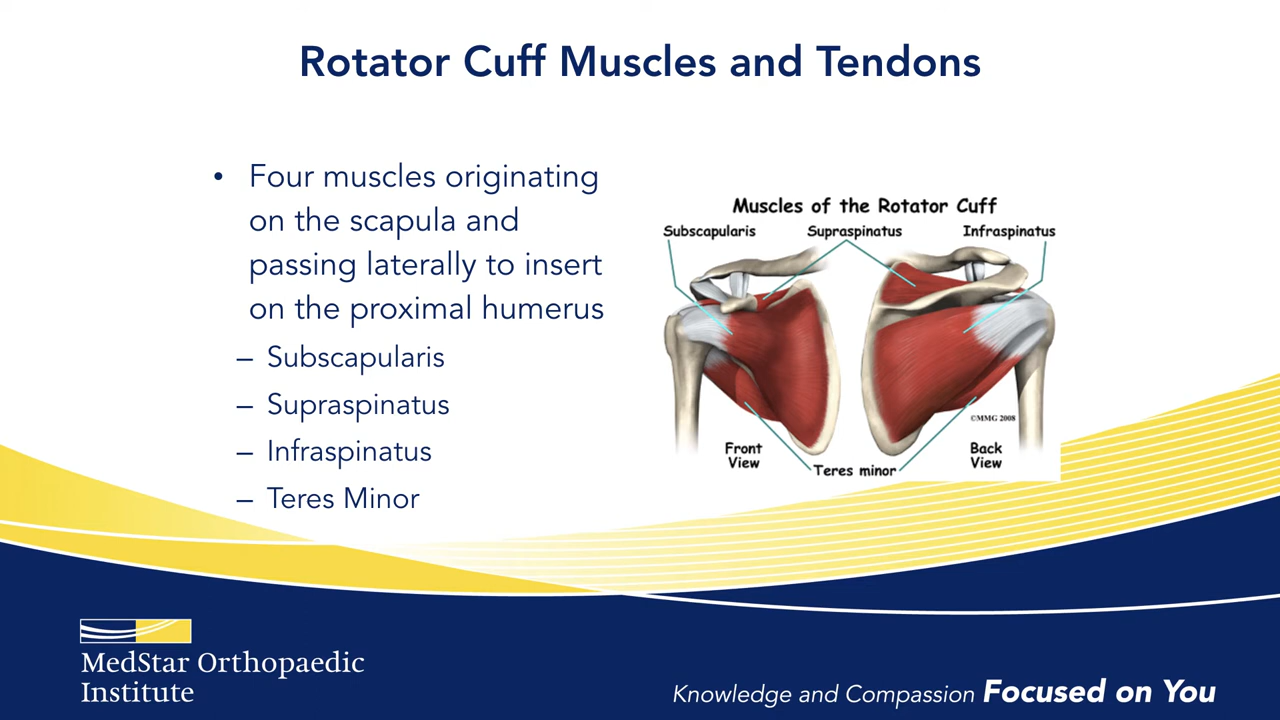 Rotator Cuff Muscles and Tendons
• Four muscles originating
on the scapula and
passing laterally to insert
on the proximal humerus
– Subscapularis
– Supraspinatus
– Infraspinatus
– Teres Minor
Muscles of the Rotator Cuff
Subscapularis Supraspinatus Infraspinatus
©MMG 2008
Front
View
Back
View
Teres minor
MedStar Orthopaedic
Institute
Knowledge and Compassion Focused on You